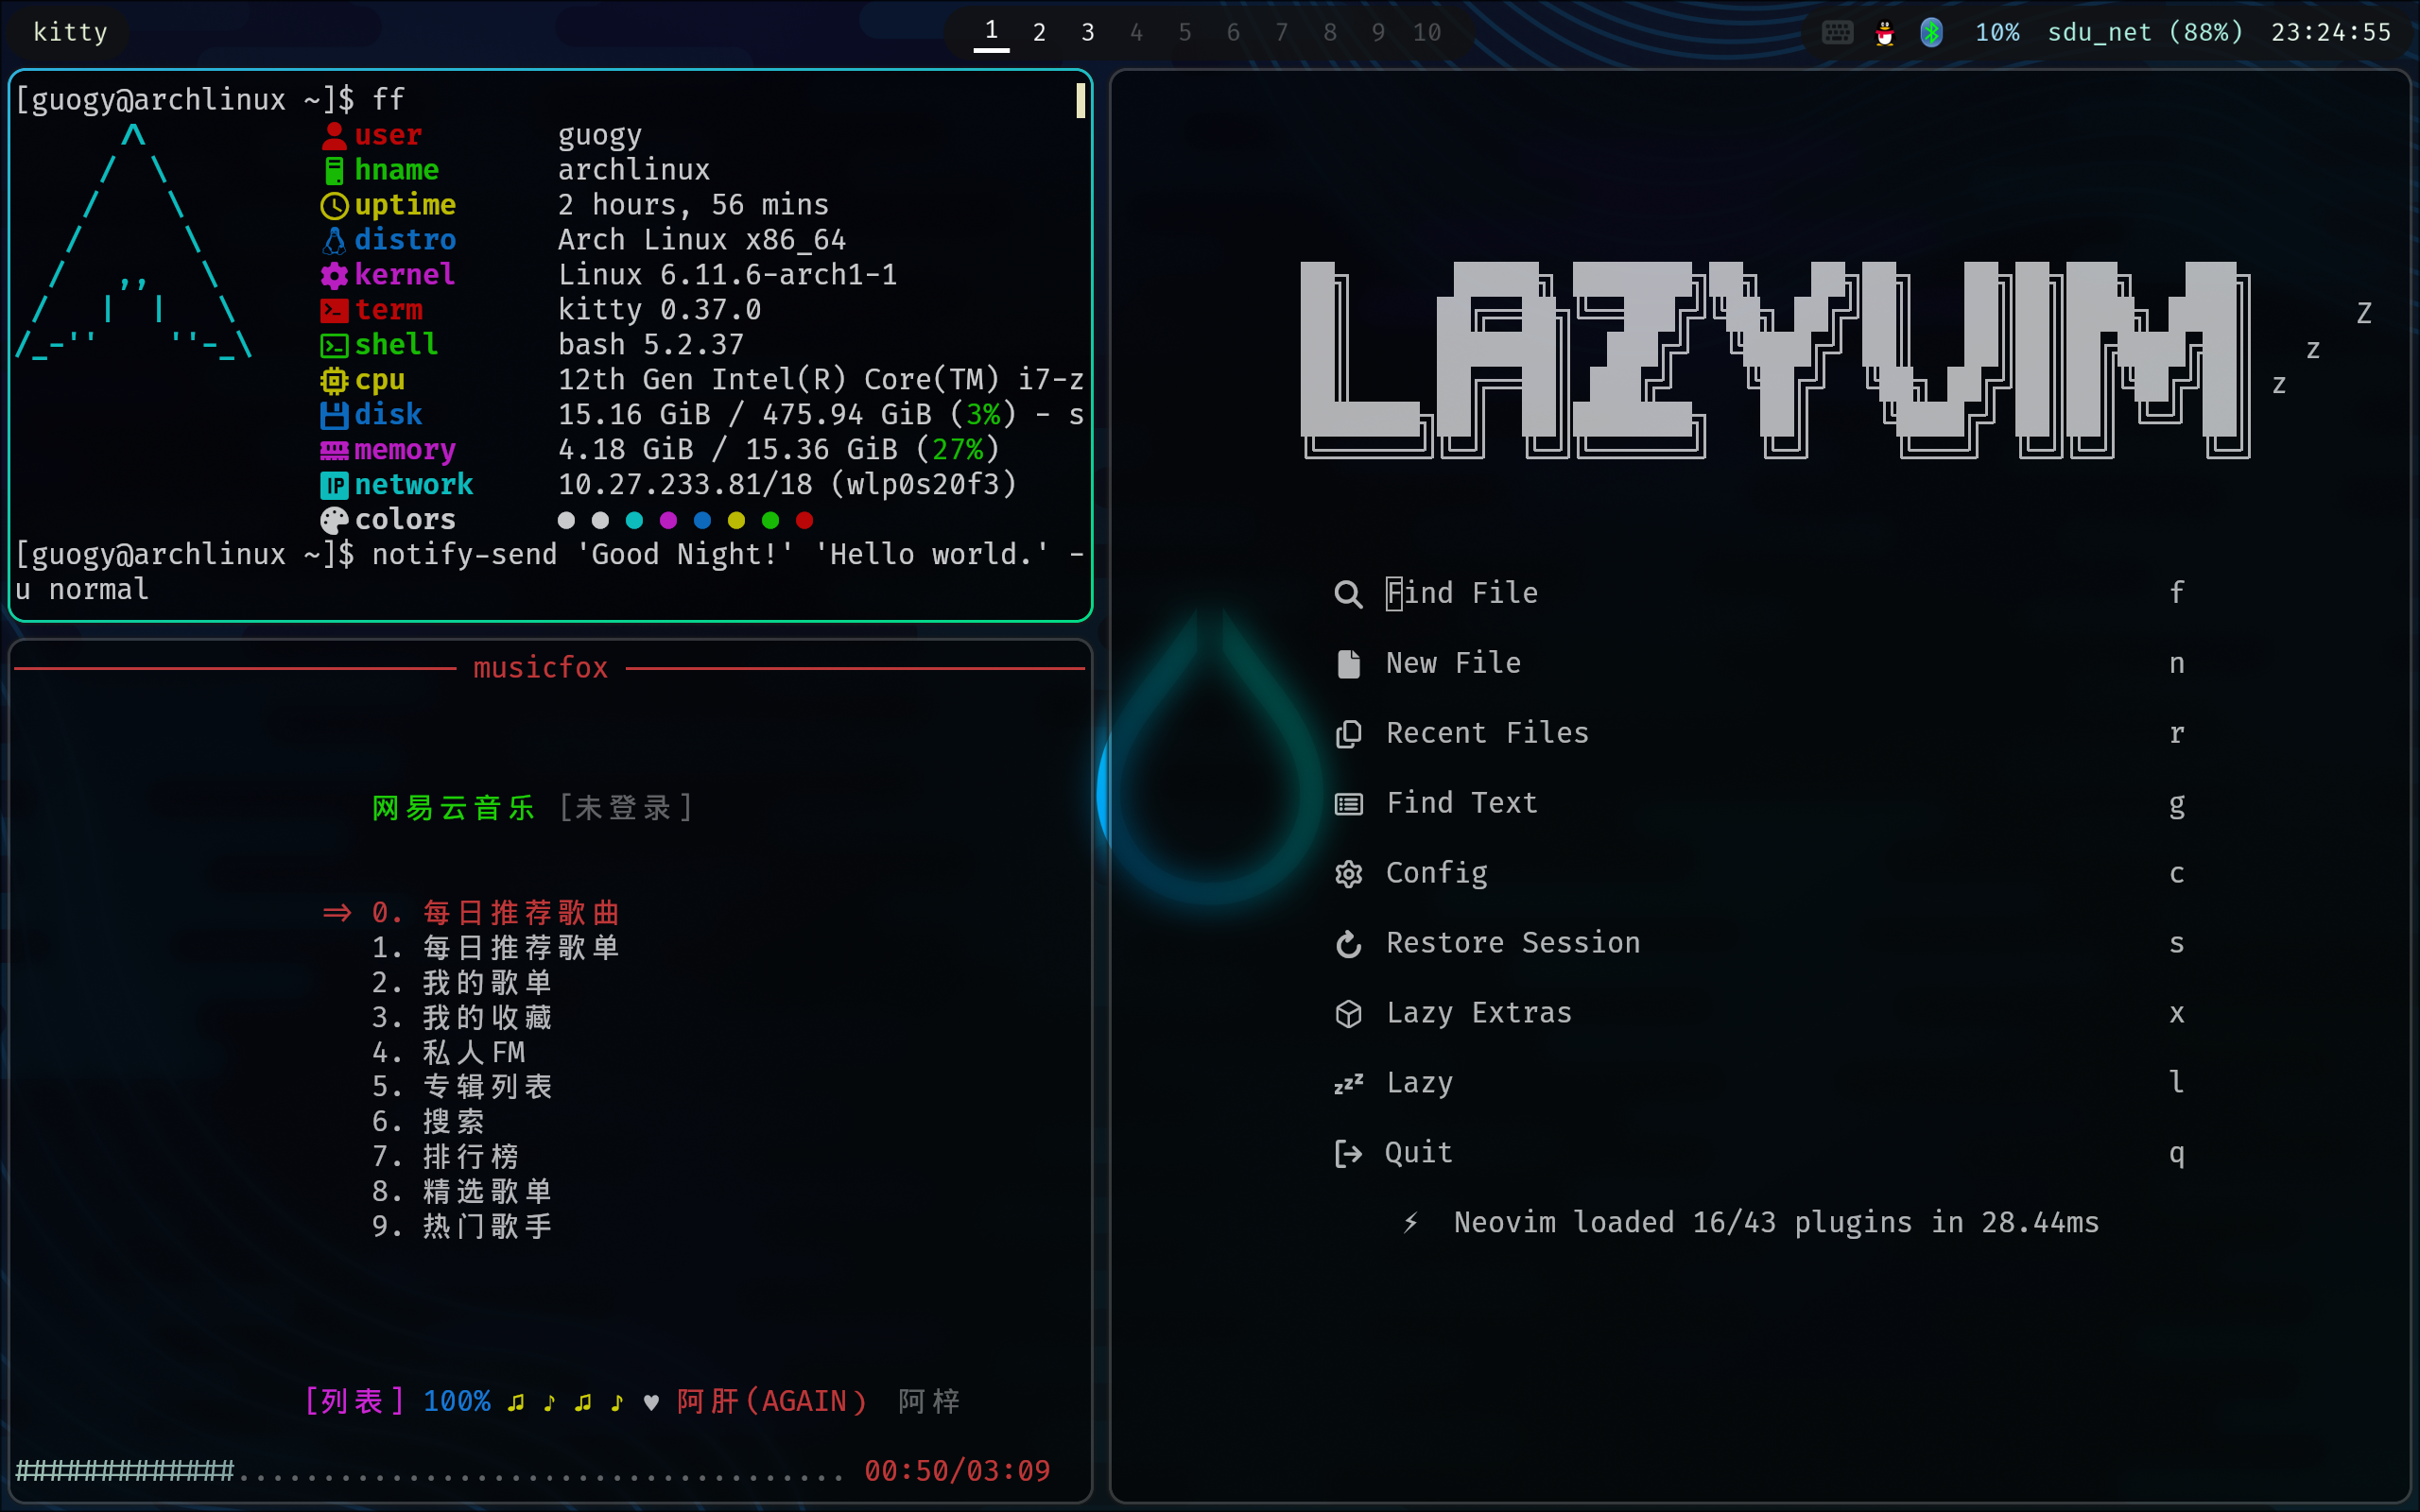 kitty
1 2 3 4 5 6 7 8 9 10
10% sdu_net (88%) 23:24:55
[guogy@archlinux ~]$ ff
user guogy
hname archlinux
uptime 2 hours, 56 mins
distro Arch Linux x86_64
kernel Linux 6.11.6-arch1-1
term kitty 0.37.0
shell bash 5.2.37
cpu 12th Gen Intel(R) Core(TM) i7-z
disk 15.16 GiB / 475.94 GiB (3%) - s
memory 4.18 GiB / 15.36 GiB (27%)
network 10.27.233.81/18 (wlp0s20f3)
colors
[guogy@archlinux ~]$ notify-send 'Good Night!' 'Hello world.' -
u normal
musicfox
网易云音乐 [未登录]
⇒ 0. 每日推荐歌曲
1. 每日推荐歌单
2. 我的歌单
3. 我的收藏
4. 私人FM
5. 专辑列表
6. 搜索
7. 排行榜
8. 精选歌单
9. 热门歌手
[列表] 100% ♫ ♪ ♫ ♪ ♥ 阿肝(AGAIN) 阿梓
#############.................................... 00:50/03:09
LAZYVIM
Z
z
z
Find File f
New File n
Recent Files r
Find Text g
Config c
Restore Session s
Lazy Extras x
Lazy l
Quit q
⚡ Neovim loaded 16/43 plugins in 28.44ms